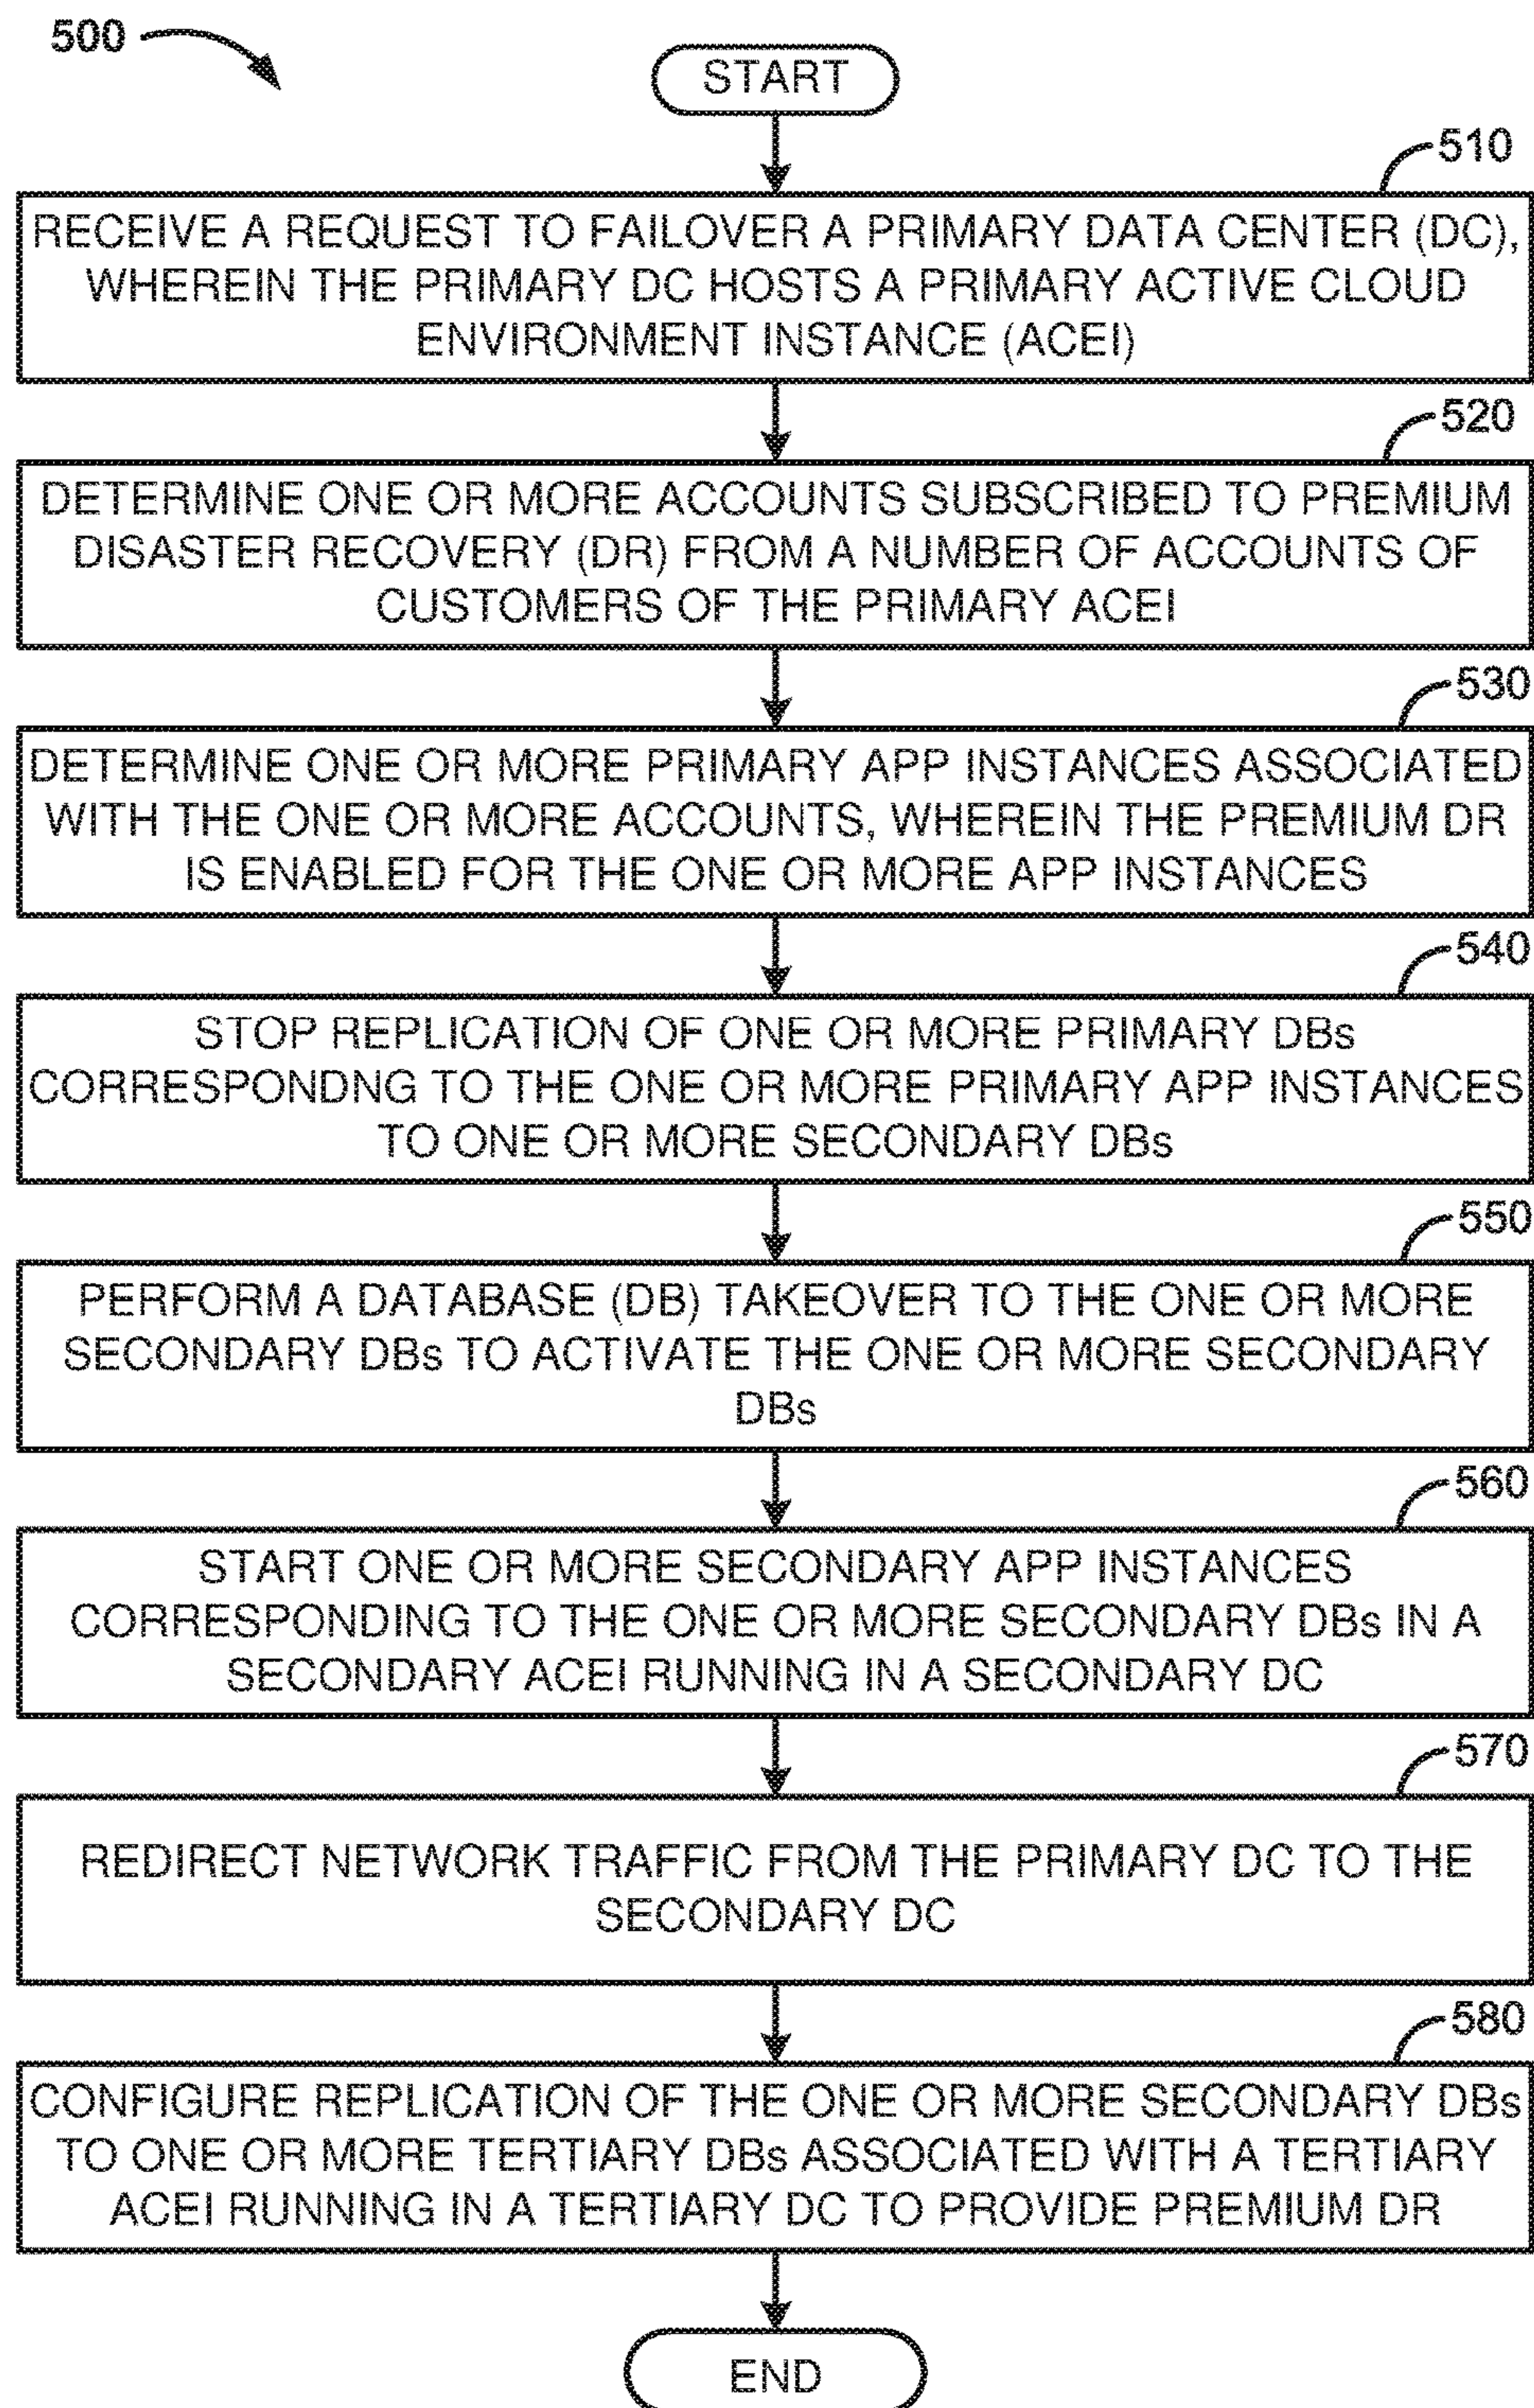 500
START
510
RECEIVE A REQUEST TO FAILOVER A PRIMARY DATA CENTER (DC),
WHEREIN THE PRIMARY DC HOSTS A PRIMARY ACTIVE CLOUD
ENVIRONMENT INSTANCE (ACEI)
520
DETERMINE ONE OR MORE ACCOUNTS SUBSCRIBED TO PREMIUM
DISASTER RECOVERY (DR) FROM A NUMBER OF ACCOUNTS OF
CUSTOMERS OF THE PRIMARY ACEI
530
DETERMINE ONE OR MORE PRIMARY APP INSTANCES ASSOCIATED
WITH THE ONE OR MORE ACCOUNTS, WHEREIN THE PREMIUM DR
IS ENABLED FOR THE ONE OR MORE APP INSTANCES
540
STOP REPLICATION OF ONE OR MORE PRIMARY DBs
CORRESPONDNG TO THE ONE OR MORE PRIMARY APP INSTANCES
TO ONE OR MORE SECONDARY DBs
550
PERFORM A DATABASE (DB) TAKEOVER TO THE ONE OR MORE
SECONDARY DBs TO ACTIVATE THE ONE OR MORE SECONDARY
DBs
560
START ONE OR MORE SECONDARY APP INSTANCES
CORRESPONDING TO THE ONE OR MORE SECONDARY DBs IN A
SECONDARY ACEI RUNNING IN A SECONDARY DC
570
REDIRECT NETWORK TRAFFIC FROM THE PRIMARY DC TO THE
SECONDARY DC
580
CONFIGURE REPLICATION OF THE ONE OR MORE SECONDARY DBs
TO ONE OR MORE TERTIARY DBs ASSOCIATED WITH A TERTIARY
ACEI RUNNING IN A TERTIARY DC TO PROVIDE PREMIUM DR
END